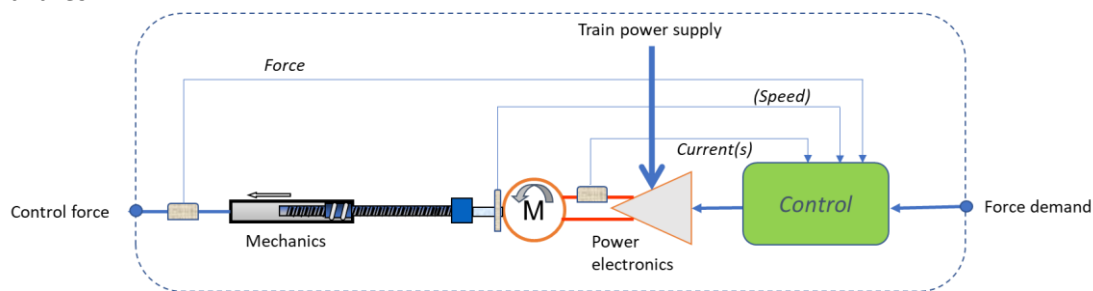 Train power supply
Force
(Speed)
Current(s)
Control force
M
Control
Force demand
Mechanics
Power
electronics